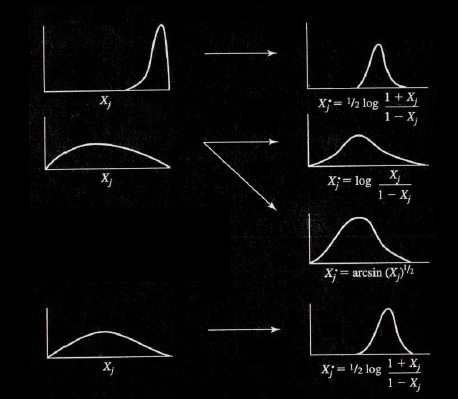 X_j
X_j* = 1/2 log (1 + X_j)/(1 − X_j)
X_j
X_j* = log X_j/(1 − X_j)
X_j* = arcsin (X_j)^1/2
X_j
X_j* = 1/2 log (1 + X_j)/(1 − X_j)